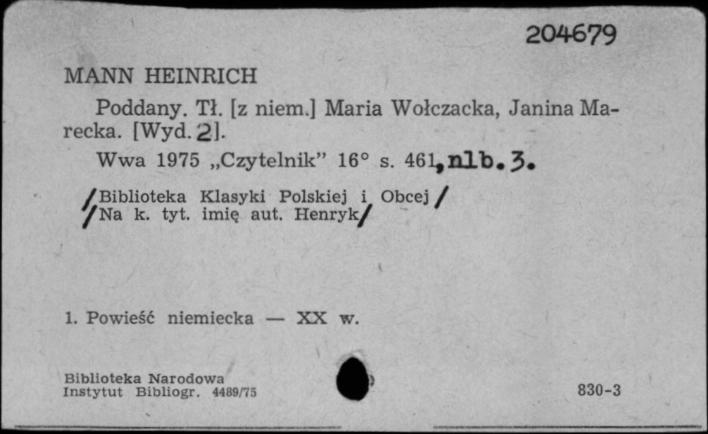 204679
MANN HEINRICH
Poddany. Tł. [z niem.] Maria Wołczacka, Janina Ma-
recka. [Wyd. 2].
Wwa 1975 „Czytelnik” 16° s. 461, nlb. 3.
/Biblioteka Klasyki Polskiej i Obcej/
/Na k. tyt. imię aut. Henryk/
1. Powieść niemiecka — XX w.
Biblioteka Narodowa
Instytut Bibliogr. 4489/75
830-3